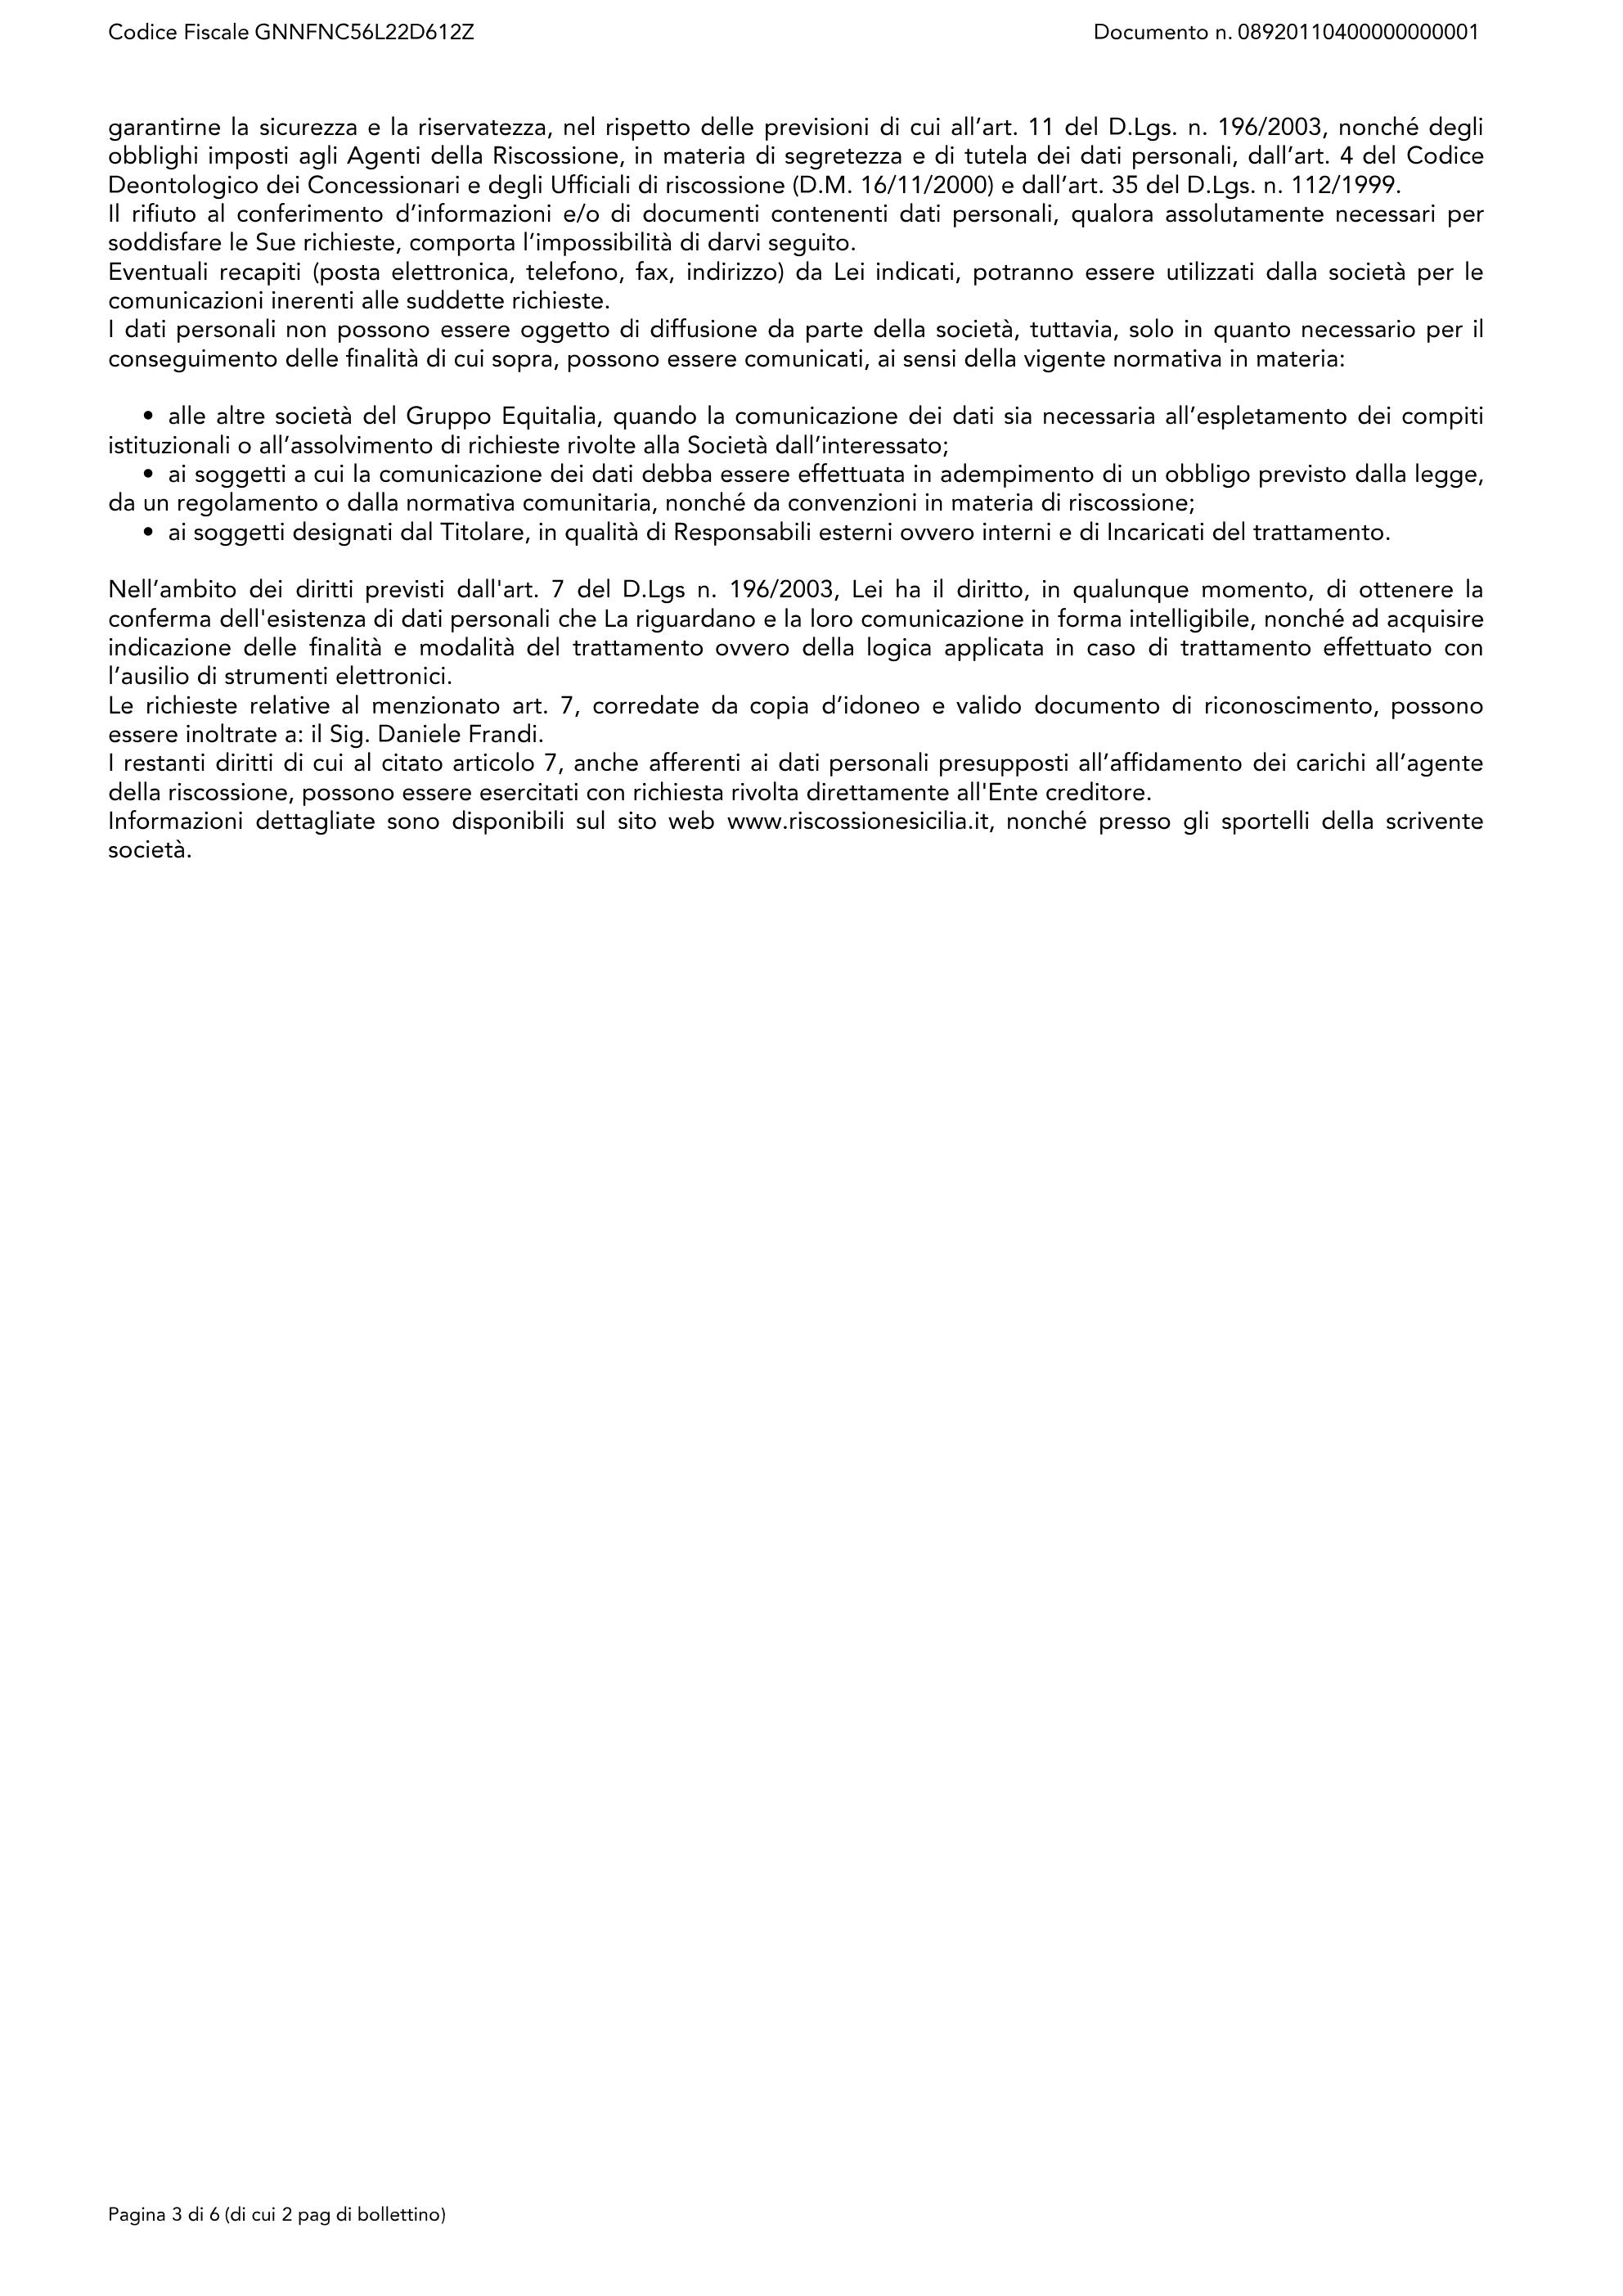 Codice Fiscale GNNFNC56L22D612Z
Documento n. 08920110400000000001
garantirne la sicurezza e la riservatezza, nel rispetto delle previsioni di cui all’art. 11 del D.Lgs. n. 196/2003, nonché degli
obblighi imposti agli Agenti della Riscossione, in materia di segretezza e di tutela dei dati personali, dall’art. 4 del Codice
Deontologico dei Concessionari e degli Ufficiali di riscossione (D.M. 16/11/2000) e dall’art. 35 del D.Lgs. n. 112/1999.
Il rifiuto al conferimento d’informazioni e/o di documenti contenenti dati personali, qualora assolutamente necessari per
soddisfare le Sue richieste, comporta l’impossibilità di darvi seguito.
Eventuali recapiti (posta elettronica, telefono, fax, indirizzo) da Lei indicati, potranno essere utilizzati dalla società per le
comunicazioni inerenti alle suddette richieste.
I dati personali non possono essere oggetto di diffusione da parte della società, tuttavia, solo in quanto necessario per il
conseguimento delle finalità di cui sopra, possono essere comunicati, ai sensi della vigente normativa in materia:
• alle altre società del Gruppo Equitalia, quando la comunicazione dei dati sia necessaria all’espletamento dei compiti
istituzionali o all’assolvimento di richieste rivolte alla Società dall’interessato;
• ai soggetti a cui la comunicazione dei dati debba essere effettuata in adempimento di un obbligo previsto dalla legge,
da un regolamento o dalla normativa comunitaria, nonché da convenzioni in materia di riscossione;
• ai soggetti designati dal Titolare, in qualità di Responsabili esterni ovvero interni e di Incaricati del trattamento.
Nell’ambito dei diritti previsti dall'art. 7 del D.Lgs n. 196/2003, Lei ha il diritto, in qualunque momento, di ottenere la
conferma dell'esistenza di dati personali che La riguardano e la loro comunicazione in forma intelligibile, nonché ad acquisire
indicazione delle finalità e modalità del trattamento ovvero della logica applicata in caso di trattamento effettuato con
l’ausilio di strumenti elettronici.
Le richieste relative al menzionato art. 7, corredate da copia d’idoneo e valido documento di riconoscimento, possono
essere inoltrate a: il Sig. Daniele Frandi.
I restanti diritti di cui al citato articolo 7, anche afferenti ai dati personali presupposti all’affidamento dei carichi all’agente
della riscossione, possono essere esercitati con richiesta rivolta direttamente all'Ente creditore.
Informazioni dettagliate sono disponibili sul sito web www.riscossionesicilia.it, nonché presso gli sportelli della scrivente
società.
Pagina 3 di 6 (di cui 2 pag di bollettino)